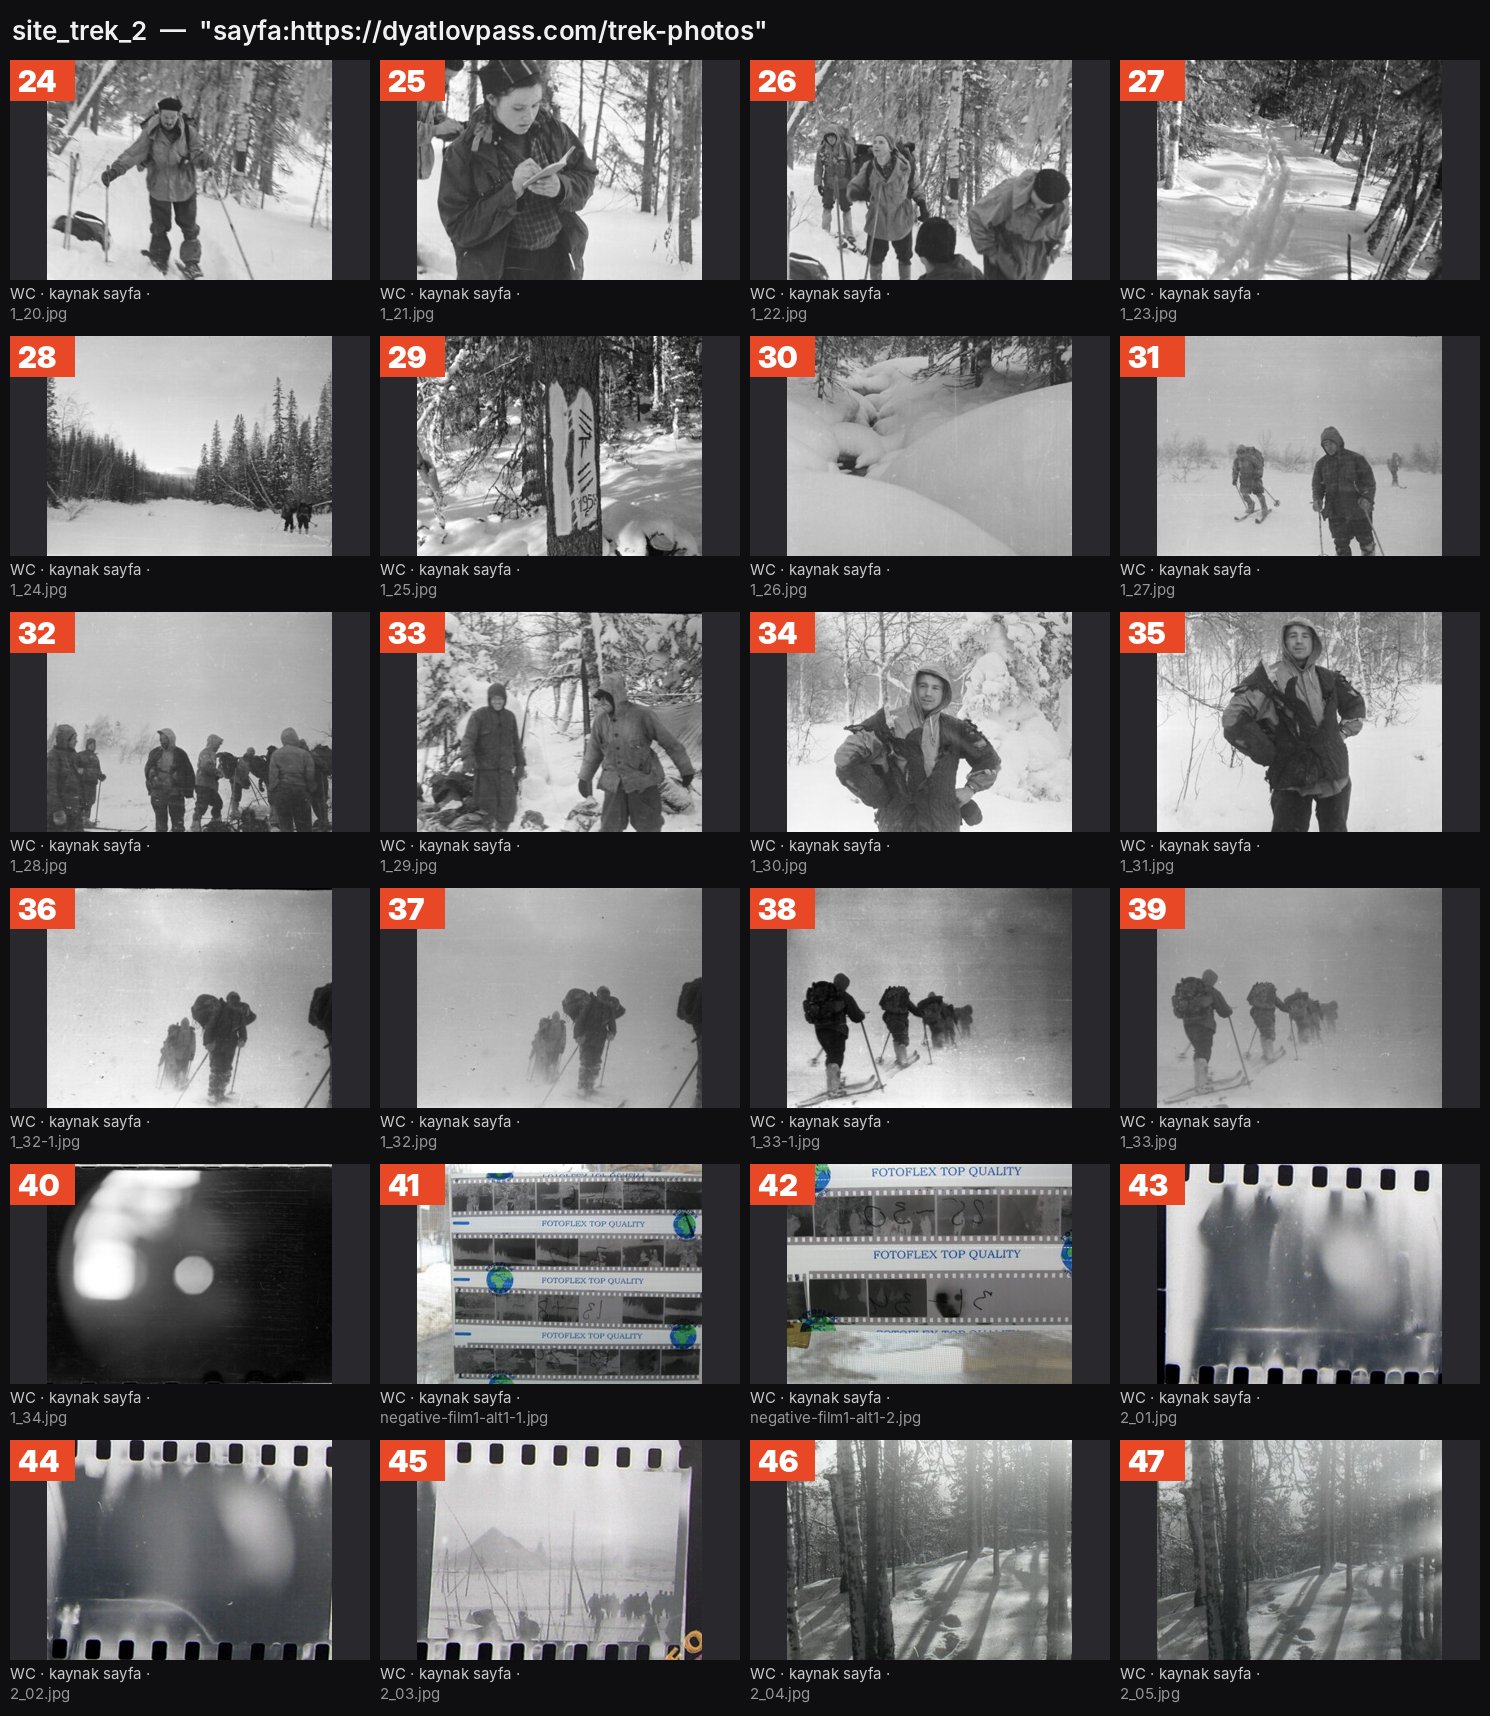 site_trek_2 — "sayfa:https://dyatlovpass.com/trek-photos"
24 25 26 27
WC · kaynak sayfa · WC · kaynak sayfa · WC · kaynak sayfa · WC · kaynak sayfa ·
1_20.jpg 1_21.jpg 1_22.jpg 1_23.jpg
28 29 30 31
1958
WC · kaynak sayfa · WC · kaynak sayfa · WC · kaynak sayfa · WC · kaynak sayfa ·
1_24.jpg 1_25.jpg 1_26.jpg 1_27.jpg
32 33 34 35
WC · kaynak sayfa · WC · kaynak sayfa · WC · kaynak sayfa · WC · kaynak sayfa ·
1_28.jpg 1_29.jpg 1_30.jpg 1_31.jpg
36 37 38 39
WC · kaynak sayfa · WC · kaynak sayfa · WC · kaynak sayfa · WC · kaynak sayfa ·
1_32-1.jpg 1_32.jpg 1_33-1.jpg 1_33.jpg
40 41 42 43
FOTOFLEX TOP QUALITY
FOTOFLEX TOP QUALITY
FOTOFLEX TOP QUALITY
FOTOFLEX TOP QUALITY
FOTOFLEX TOP QUALITY
WC · kaynak sayfa · WC · kaynak sayfa · WC · kaynak sayfa · WC · kaynak sayfa ·
1_34.jpg negative-film1-alt1-1.jpg negative-film1-alt1-2.jpg 2_01.jpg
44 45 46 47
WC · kaynak sayfa · WC · kaynak sayfa · WC · kaynak sayfa · WC · kaynak sayfa ·
2_02.jpg 2_03.jpg 2_04.jpg 2_05.jpg